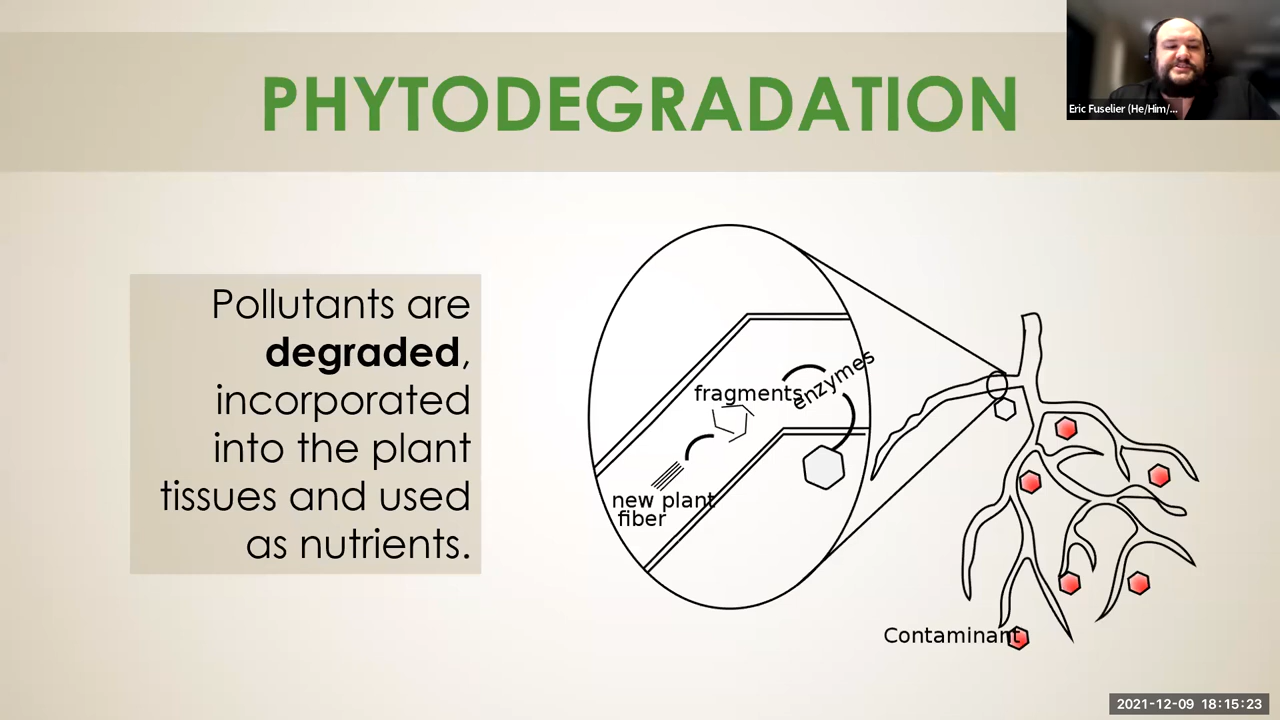 PHYTODEGRADATION
Eric Fuselier (He/Him/...
Pollutants are
degraded,
incorporated
into the plant
tissues and used
as nutrients.
enzymes
fragments
new plant
fiber
Contaminant
2021-12-09 18:15:23